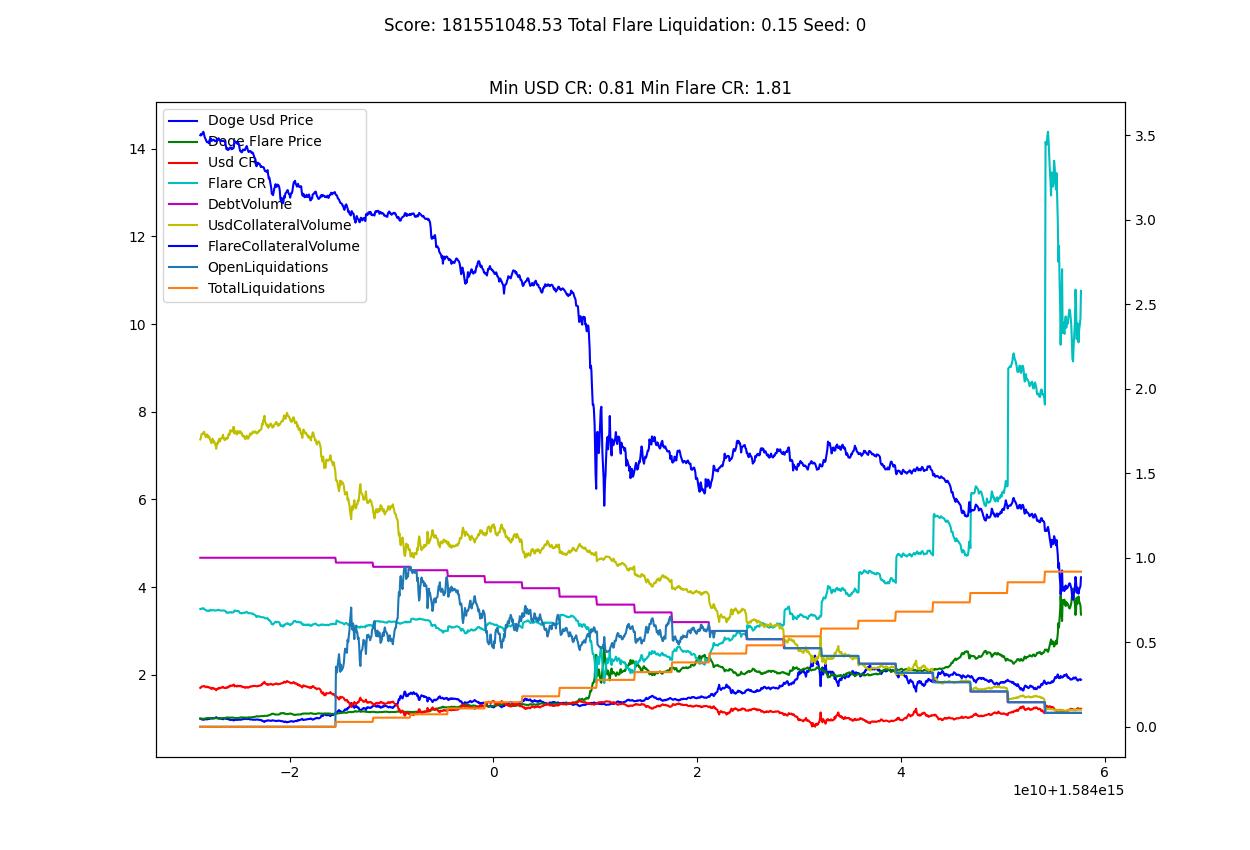 Score: 181551048.53 Total Flare Liquidation: 0.15 Seed: 0
Min USD CR: 0.81 Min Flare CR: 1.81
Doge Usd Price
Doge Flare Price
Usd CR
Flare CR
DebtVolume
UsdCollateralVolume
FlareCollateralVolume
OpenLiquidations
TotalLiquidations
14
12
10
8
6
4
2
3.5
3.0
2.5
2.0
1.5
1.0
0.5
0.0
−2
0
2
4
6
1e10+1.584e15